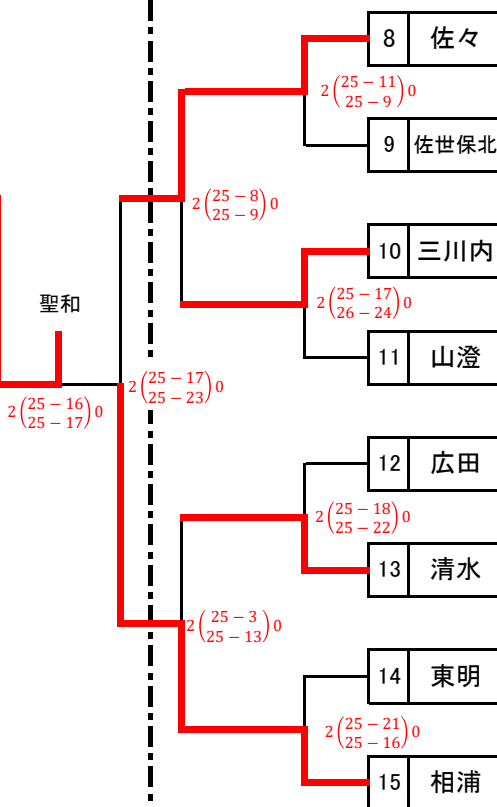 8 佐々
2(25-11 25-9)0
9 佐世保北
2(25-8 25-9)0
10 三川内
聖和
2(25-17 26-24)0
11 山澄
2(25-17 25-23)0
2(25-16 25-17)0
12 広田
2(25-18 25-22)0
13 清水
2(25-3 25-13)0
14 東明
2(25-21 25-16)0
15 相浦